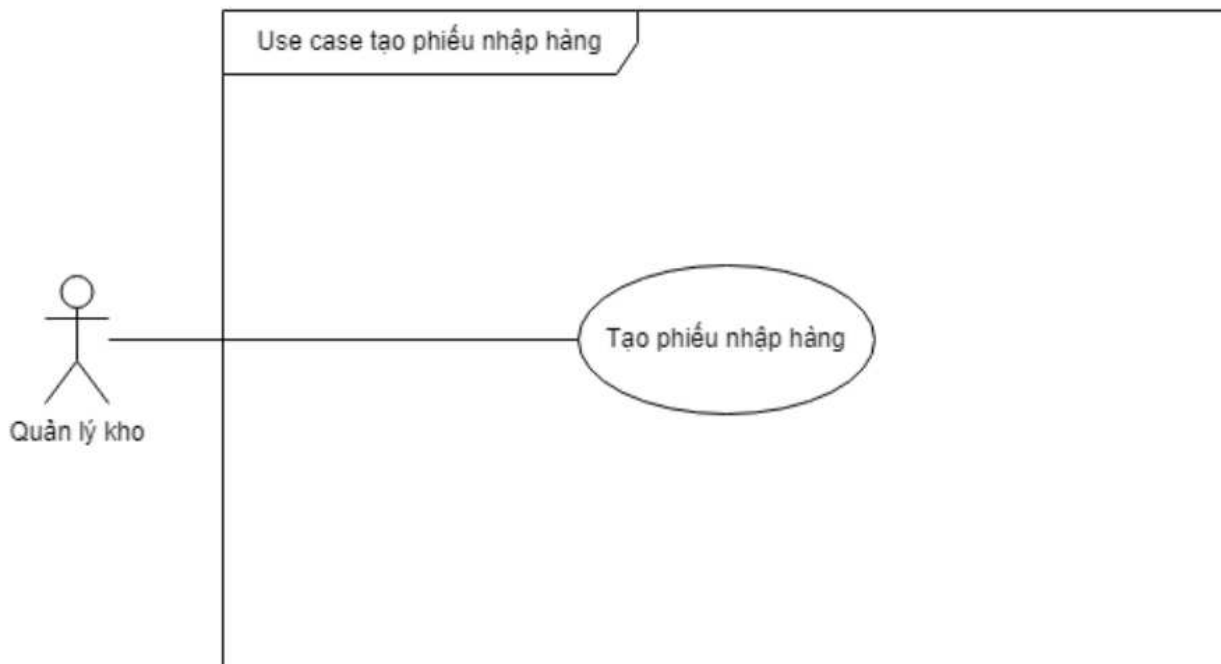 Use case tạo phiếu nhập hàng
Tạo phiếu nhập hàng
Quản lý kho